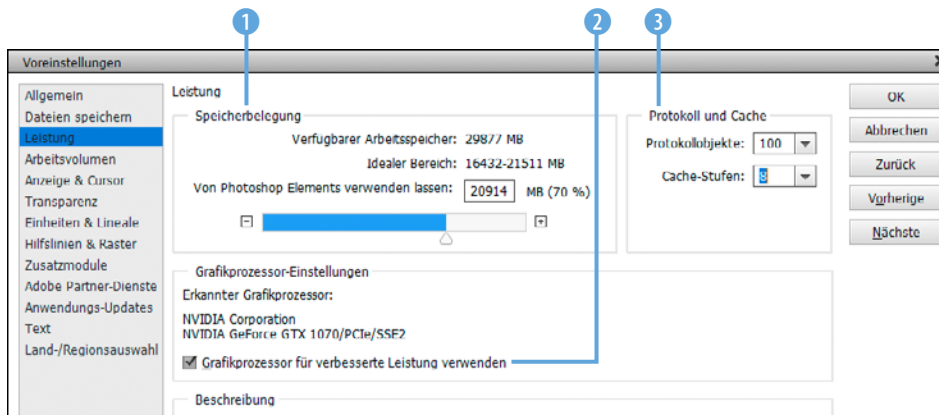 1 2 3
Voreinstellungen
Allgemein
Dateien speichern
Leistung
Arbeitsvolumen
Anzeige & Cursor
Transparenz
Einheiten & Lineale
Hilfslinien & Raster
Zusatzmodule
Adobe Partner-Dienste
Anwendungs-Updates
Text
Land-/Regionsauswahl
Leistung
Speicherbelegung
Verfügbarer Arbeitsspeicher: 29877 MB
Idealer Bereich: 16432-21511 MB
Von Photoshop Elements verwenden lassen: 20914 MB (70 %)
Protokoll und Cache
Protokollobjekte: 100
Cache-Stufen: 8
Grafikprozessor-Einstellungen
Erkannter Grafikprozessor:
NVIDIA Corporation
NVIDIA GeForce GTX 1070/PCIe/SSE2
Grafikprozessor für verbesserte Leistung verwenden
Beschreibung
OK
Abbrechen
Zurück
Vorherige
Nächste